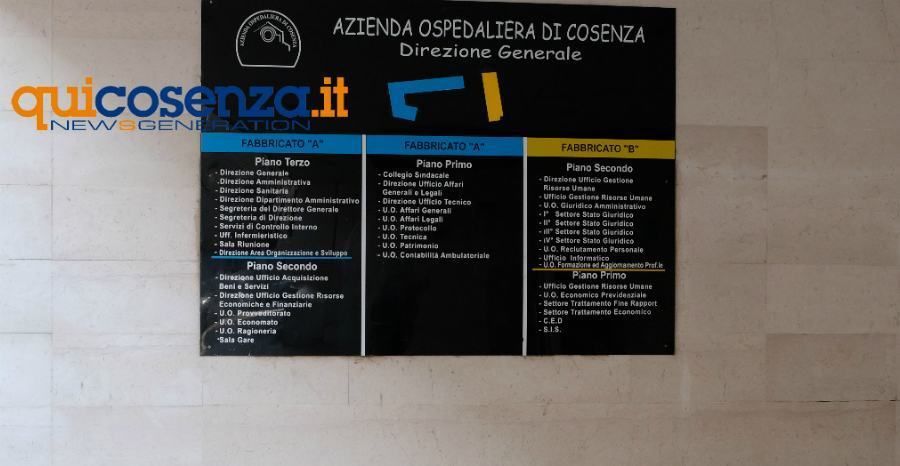 AZIENDA OSPEDALIERA DI COSENZA
AZIENDA OSPEDALIERA DI COSENZA
Direzione Generale
quicosenza.it
NEWSGENERATION
FABBRICATO "A"
Piano Terzo
- Direzione Generale
- Direzione Amministrativa
- Direzione Sanitaria
- Direzione Dipartimento Amministrativo
- Segreteria del Direttore Generale
- Segreteria di Direzione
- Servizi di Controllo Interno
- Uff. Infermieristico
- Sala Riunione
- Direzione Area Organizzazione e Sviluppo
Piano Secondo
- Direzione Ufficio Acquisizione
Beni e Servizi
- Direzione Ufficio Gestione Risorse
Economiche e Finanziarie
- U.O. Provveditorato
- U.O. Economato
- U.O. Ragioneria
- Sala Gare
FABBRICATO "A"
Piano Primo
- Collegio Sindacale
- Direzione Ufficio Affari
Generali e Legali
- Direzione Ufficio Tecnico
- U.O. Affari Generali
- U.O. Affari Legali
- U.O. Protocollo
- U.O. Tecnica
- U.O. Patrimonio
- U.O. Contabilità Ambulatoriale
FABBRICATO "B"
Piano Secondo
- Direzione Ufficio Gestione
Risorse Umane
- Ufficio Gestione Risorse Umane
- U.O. Giuridico Amministrativo
- I° Settore Stato Giuridico
- II° Settore Stato Giuridico
- III° Settore Stato Giuridico
- IV° Settore Stato Giuridico
- U.O. Reclutamento Personale
- Ufficio Informatico
- U.O. Formazione ed Aggiornamento Prof.le
Piano Primo
- Ufficio Gestione Risorse Umane
- U.O. Economico Previdenziale
- Settore Trattamento Fine Rapport
- Settore Trattamento Economico
- C.E.D
- S.I.S.